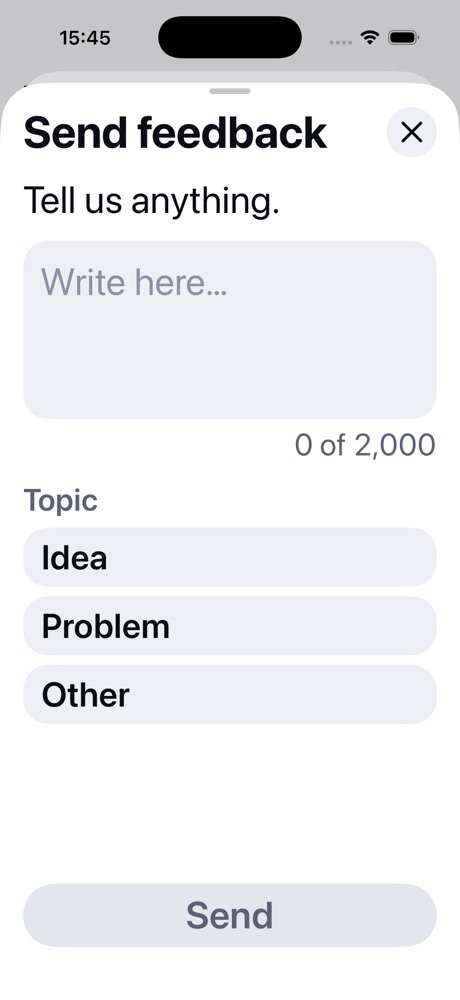 15:45
Send feedback
Tell us anything.
Write here...
0 of 2,000
Topic
Idea
Problem
Other
Send